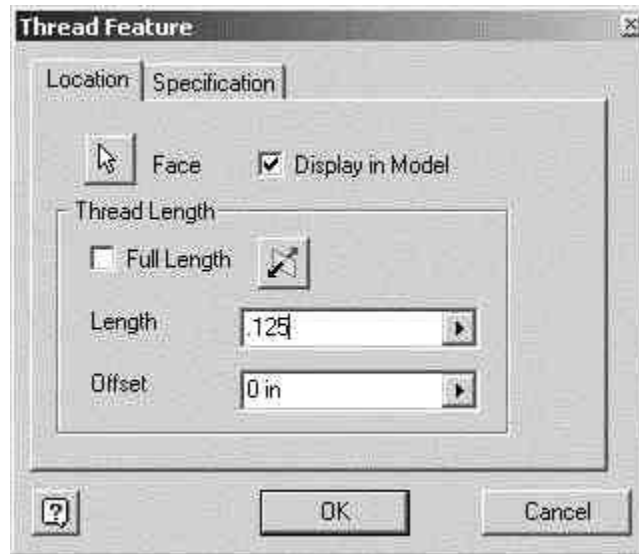 Thread Feature
Location Specification
Face Display in Model
Thread Length
Full Length
Length .125
Offset 0 in
OK Cancel